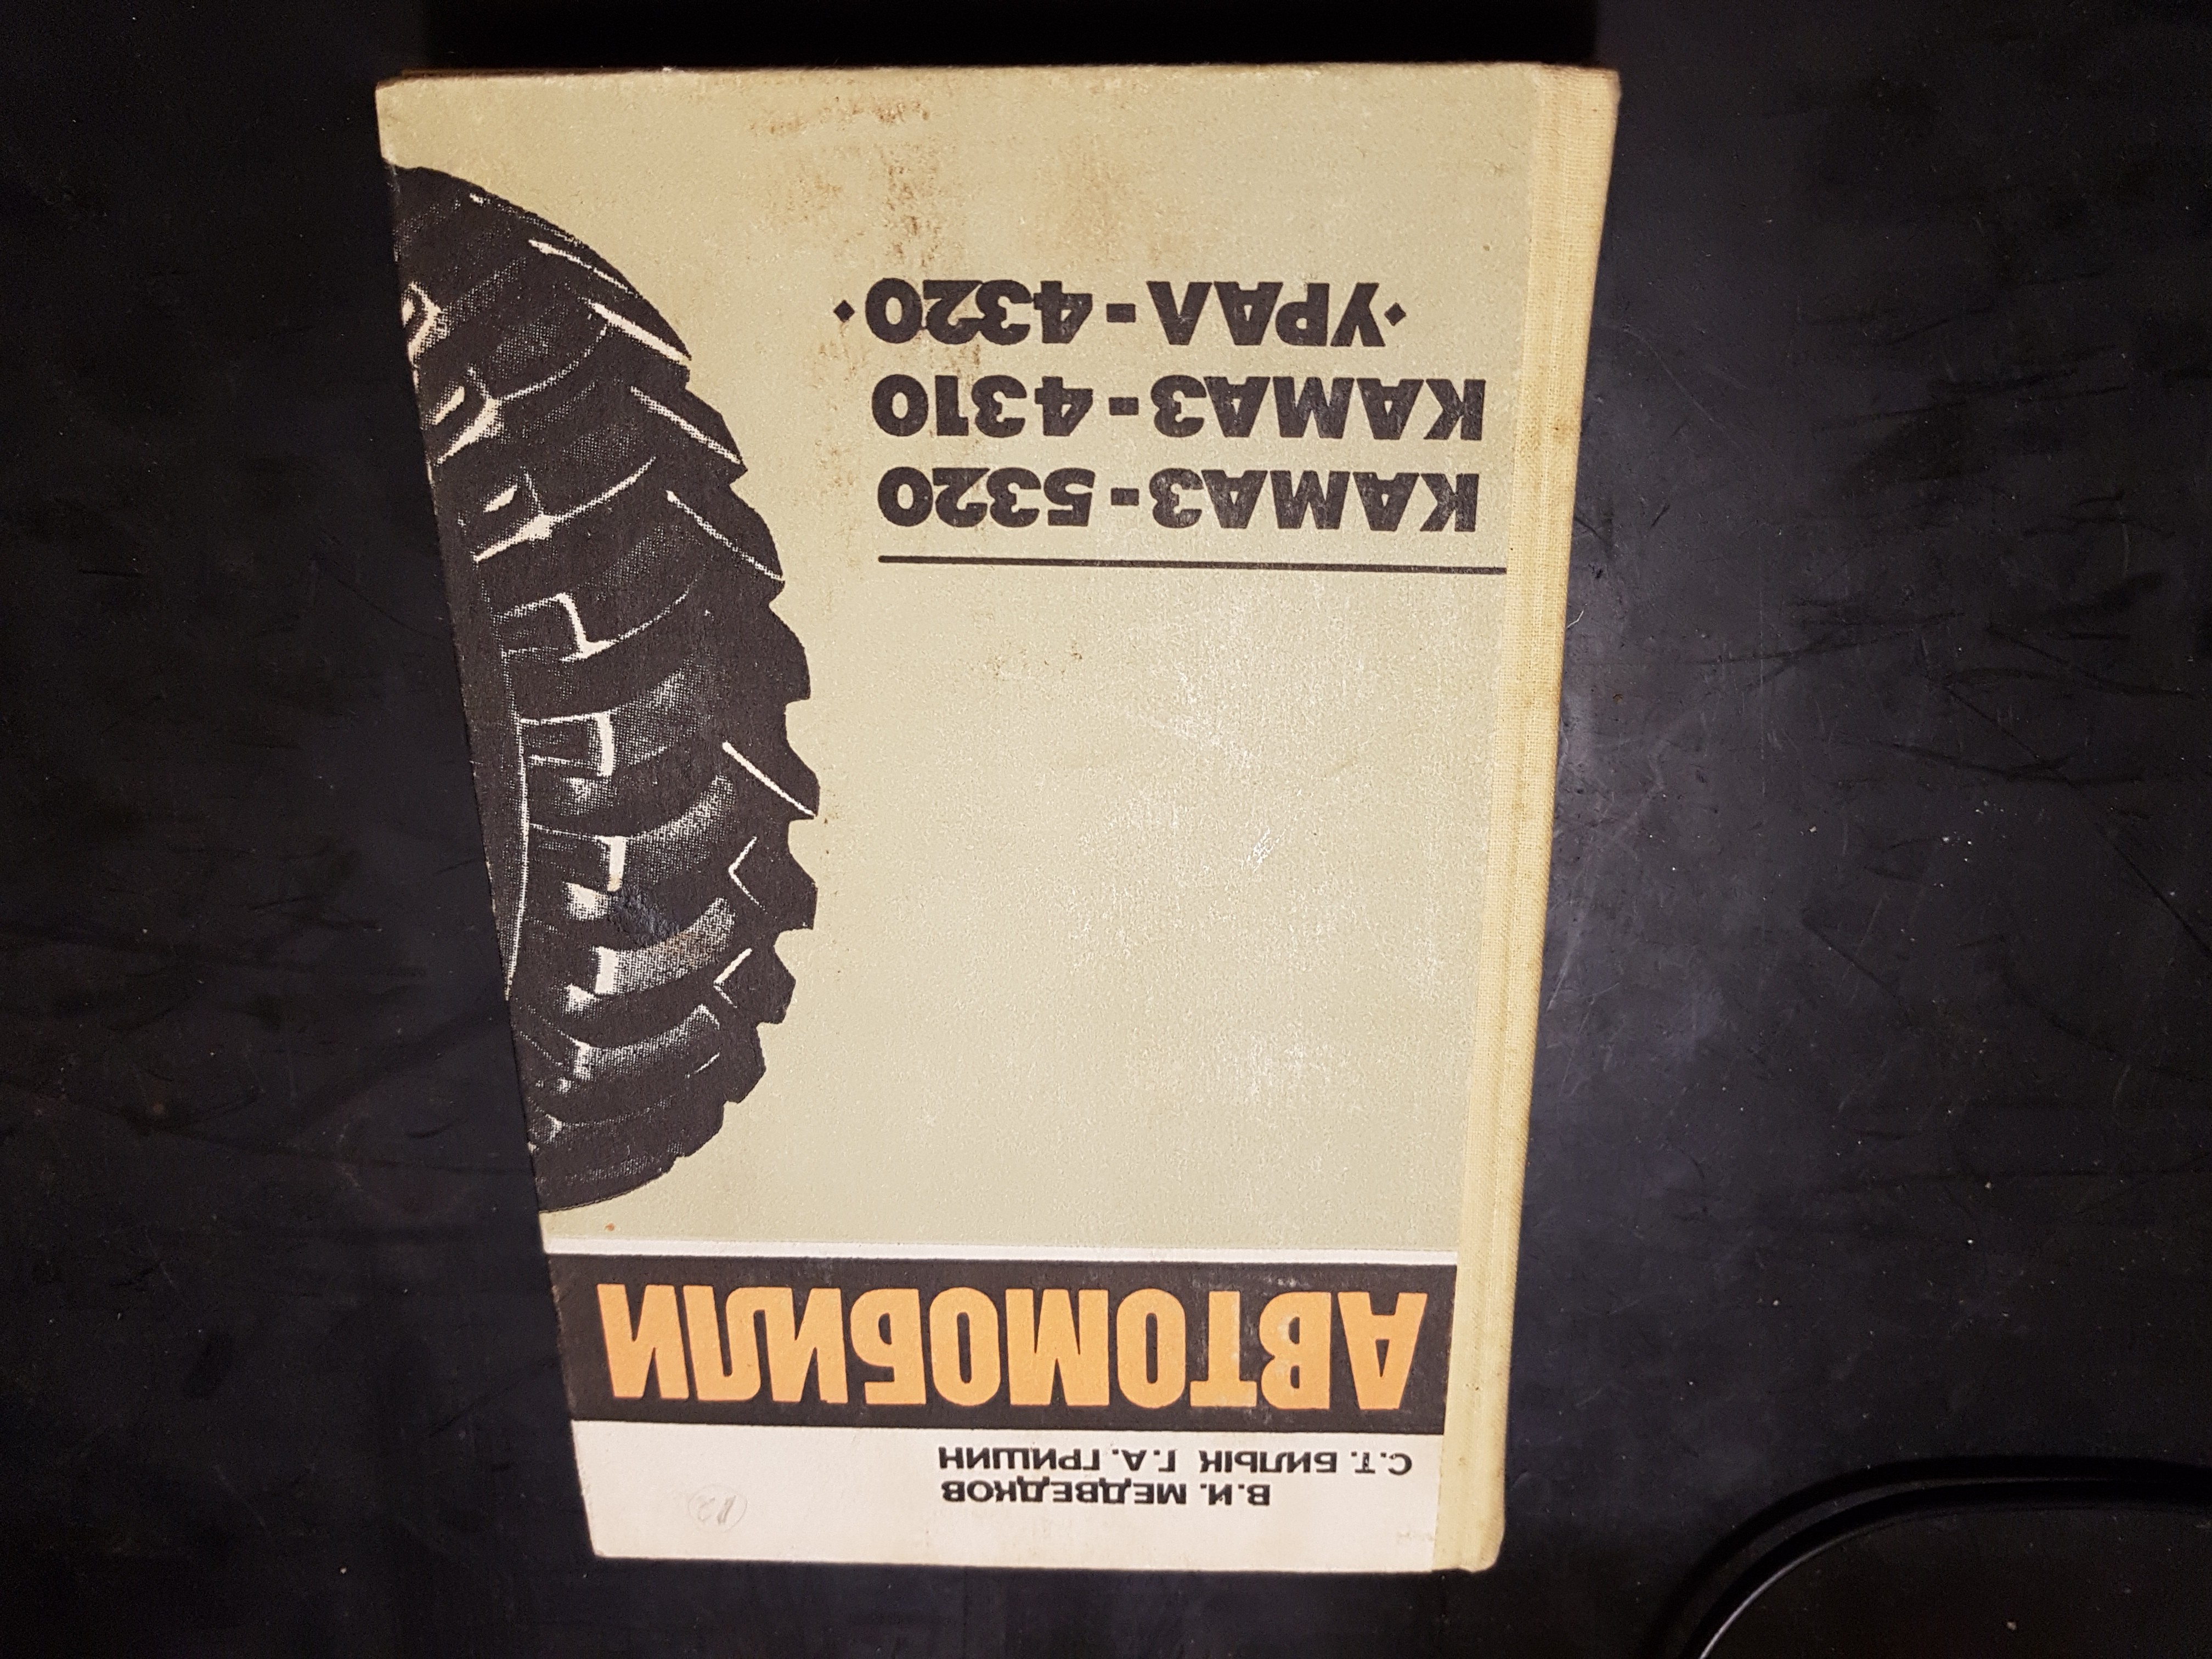 В.И. МЕДВЕДКОВ
С.Т. БИЛЫК Г.А. ГРИШИН
АВТОМОБИЛИ
КАМАЗ-5320
КАМАЗ-4310
·УРАЛ-4320·